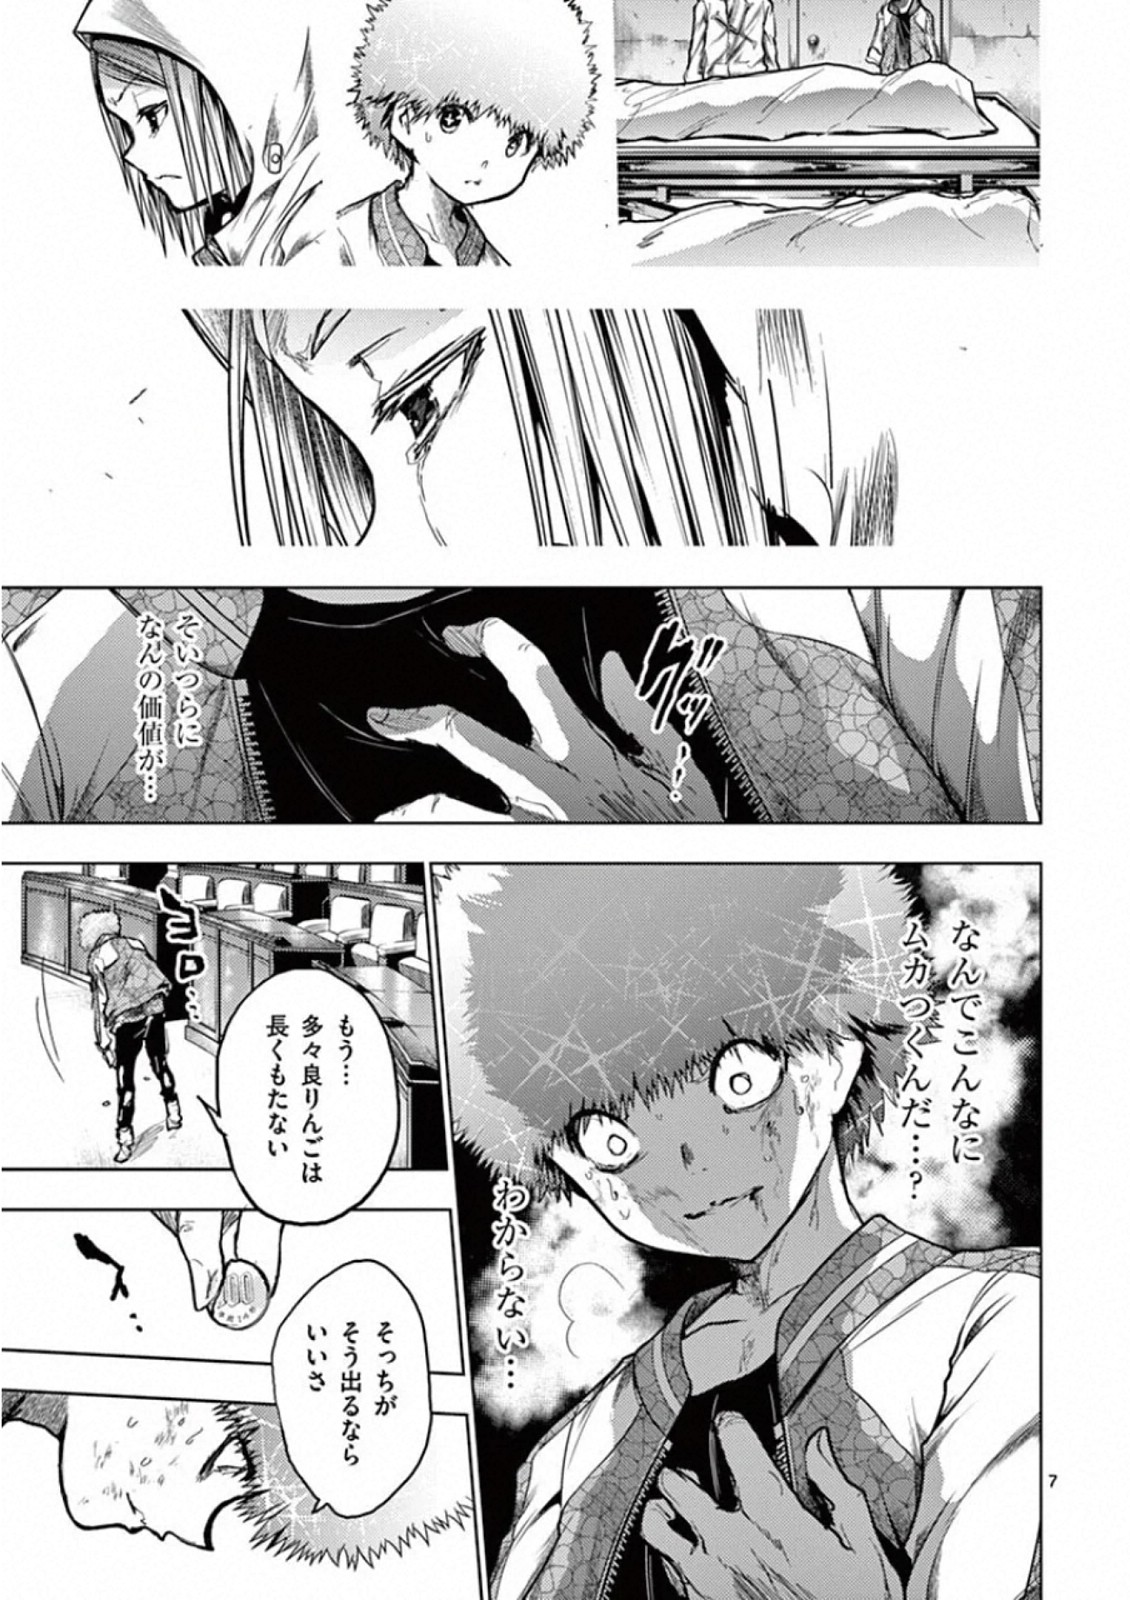 グッ…!
そいつらに
なんの価値が…
なんでこんなに
ムカつくんだ…?
わからない…
ヨロ…
もう…
多々良りんごは
長くもたない
100
そっちが
そう出るなら
いいさ
7